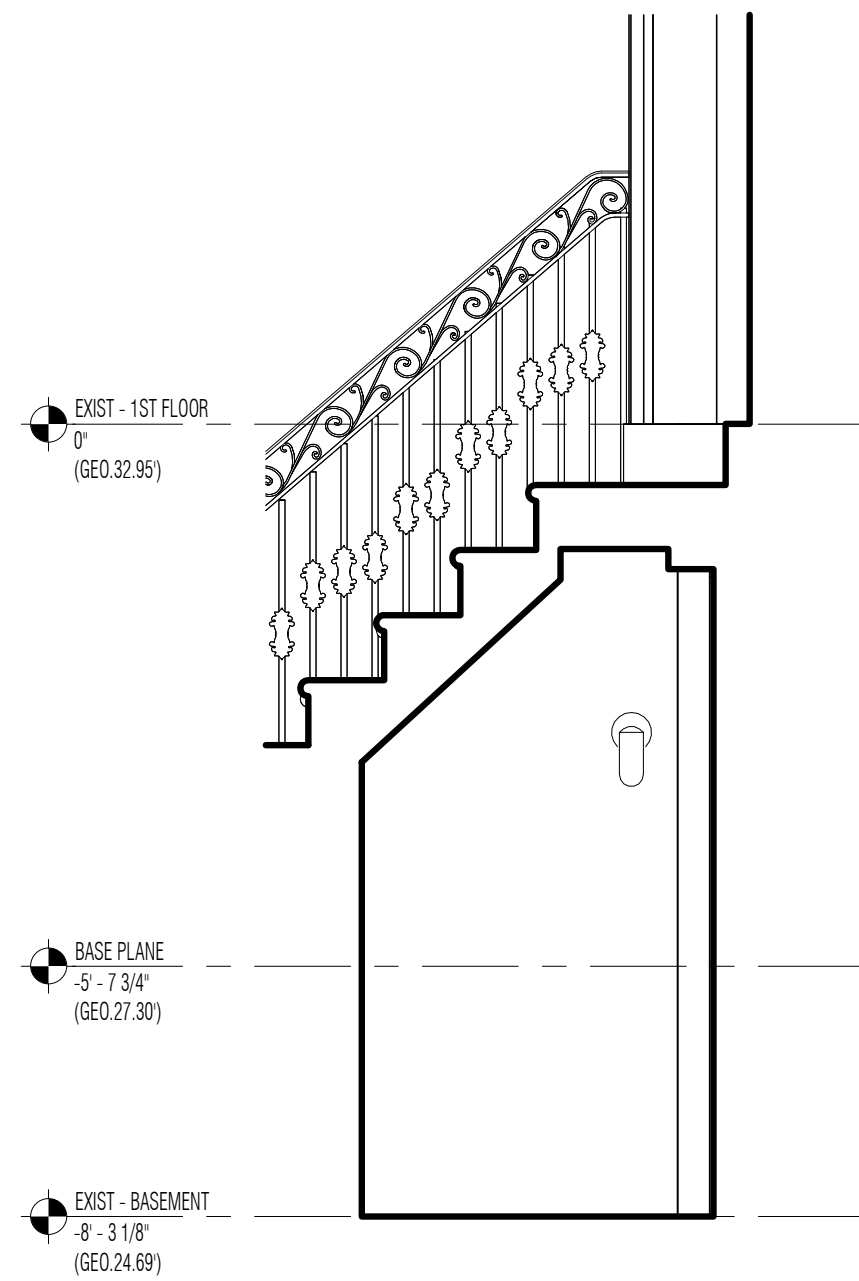 EXIST - 1ST FLOOR
0"
(GEO.32.95')
BASE PLANE
-5' - 7 3/4"
(GEO.27.30')
EXIST - BASEMENT
-8' - 3 1/8"
(GEO.24.69')